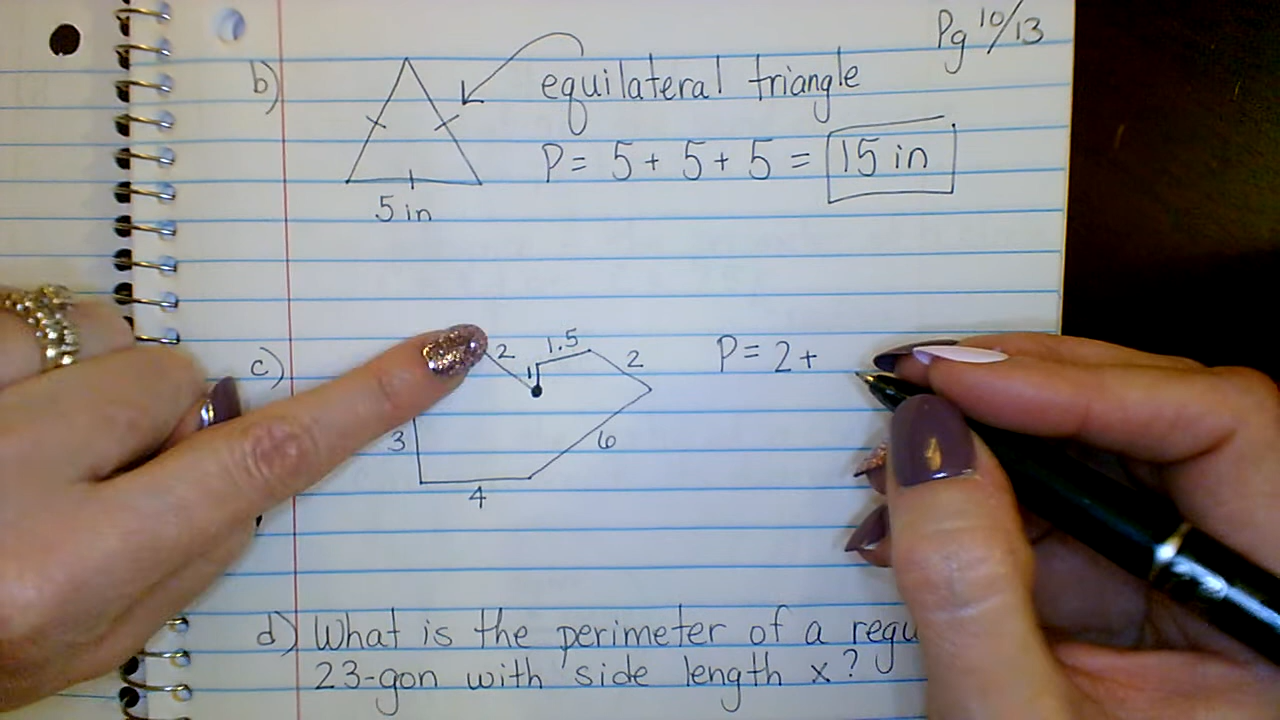 Pg 10/13
b)
equilateral triangle
P = 5 + 5 + 5 = 15 in
5 in
c)
2
1
1.5
2
P = 2 +
3
6
4
d) What is the perimeter of a
23-gon with side length x?